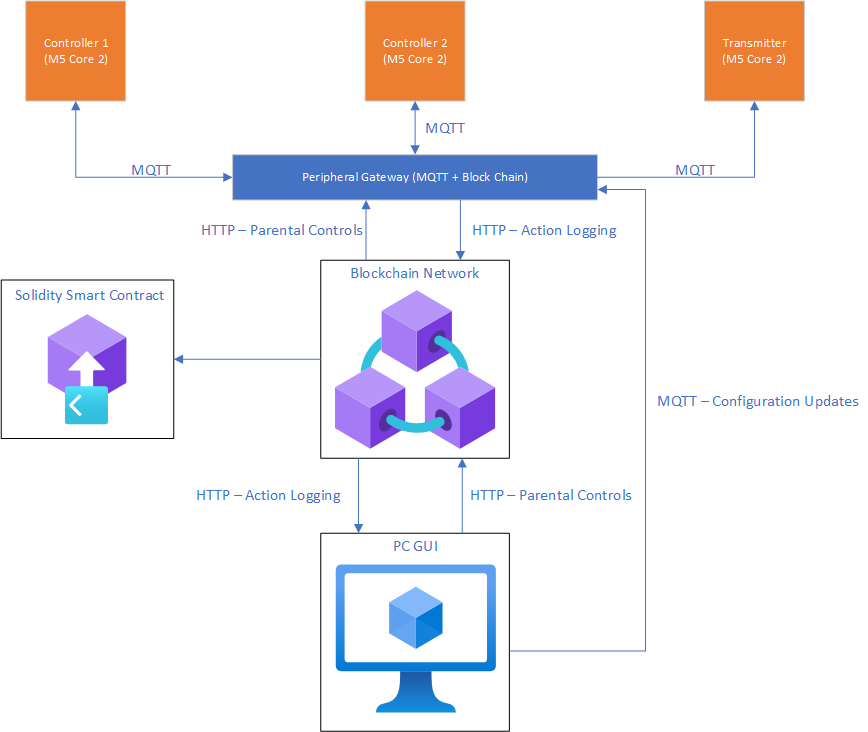 Controller 1
(M5 Core 2)
Controller 2
(M5 Core 2)
Transmitter
(M5 Core 2)
MQTT
MQTT
MQTT
Peripheral Gateway (MQTT + Block Chain)
HTTP – Parental Controls
HTTP – Action Logging
Blockchain Network
Solidity Smart Contract
MQTT – Configuration Updates
HTTP – Action Logging
HTTP – Parental Controls
PC GUI